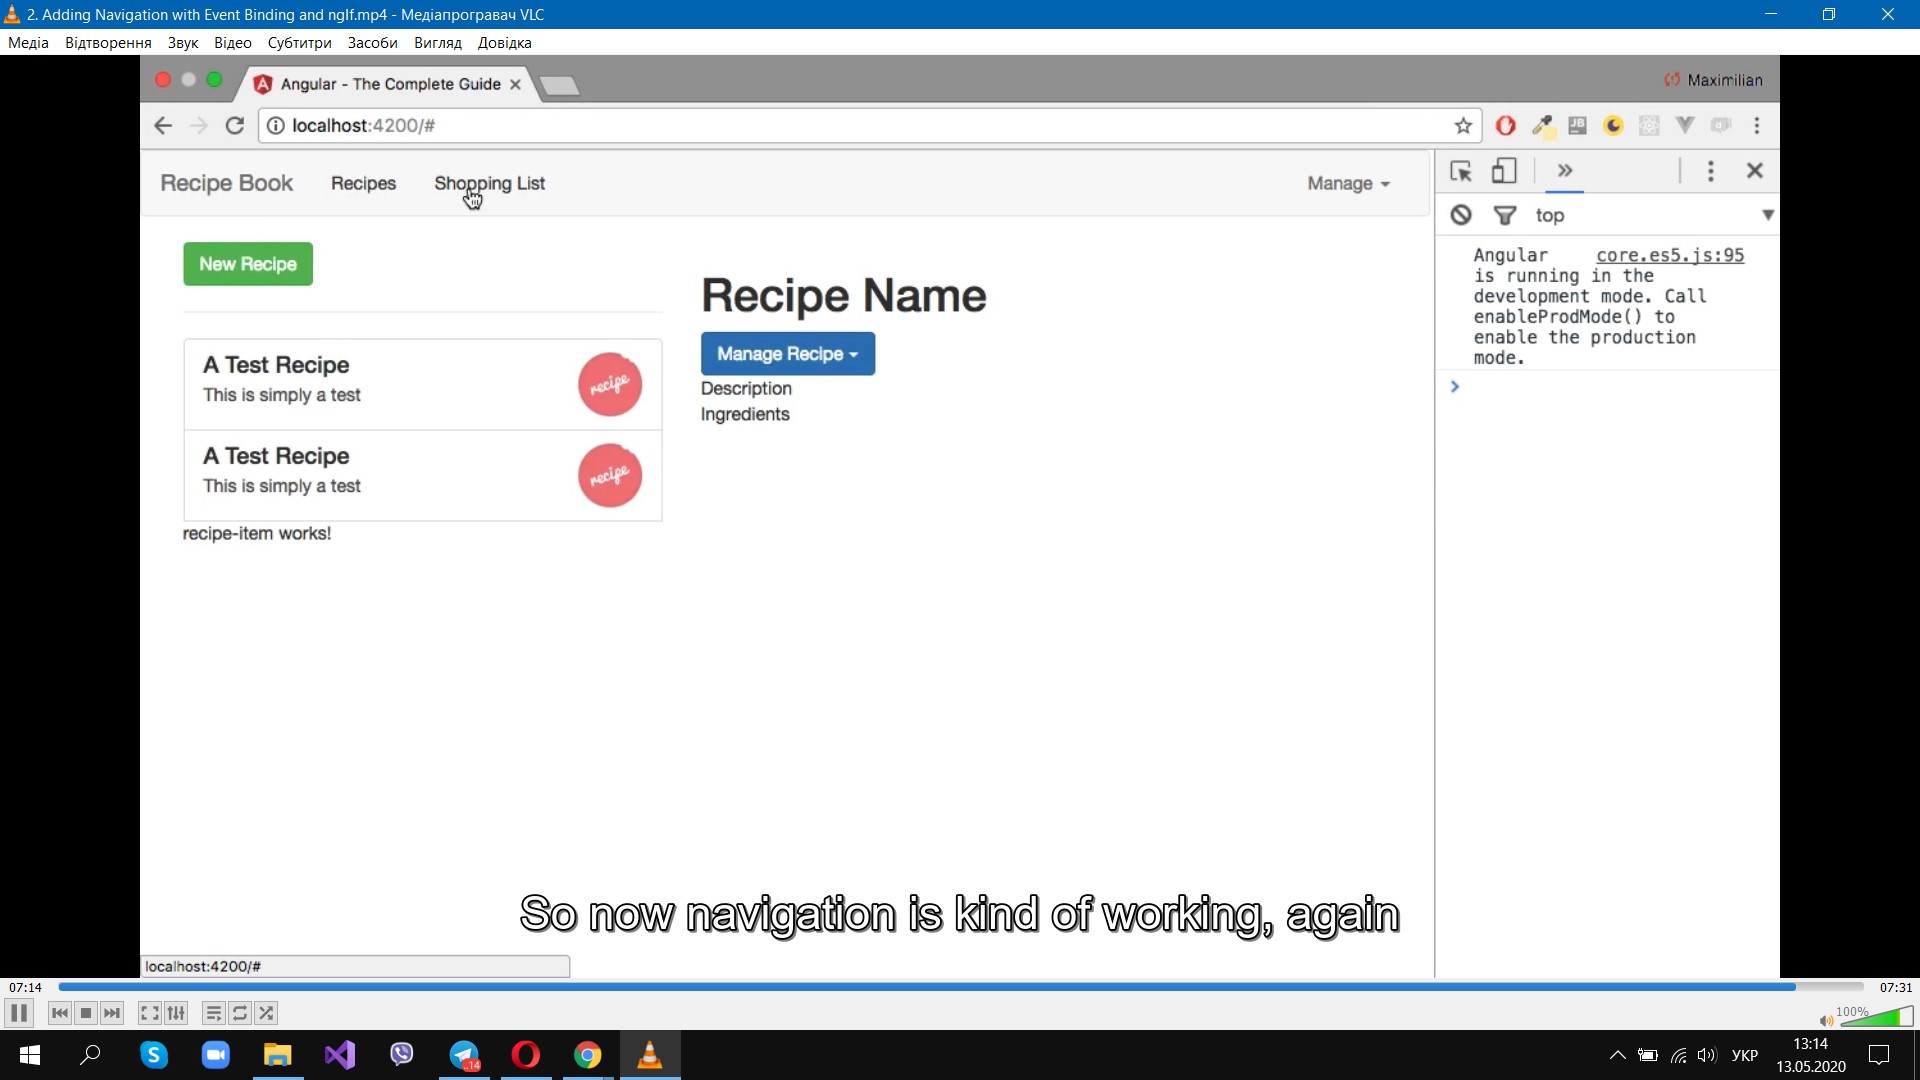 2. Adding Navigation with Event Binding and ngIf.mp4 - Медіапрогравач VLC
Медіа Відтворення Звук Відео Субтитри Засоби Вигляд Довідка
Angular - The Complete Guide
Maximilian
localhost:4200/#
JB
Recipe Book Recipes Shopping List Manage
top
New Recipe
Angular core.es5.js:95
is running in the
development mode. Call
enableProdMode() to
enable the production
mode.
Recipe Name
Manage Recipe
Description
Ingredients
A Test Recipe
This is simply a test
recipe
A Test Recipe
This is simply a test
recipe
recipe-item works!
So now navigation is kind of working, again
localhost:4200/#
07:14 07:31
100%
14
УКР
13:14
13.05.2020